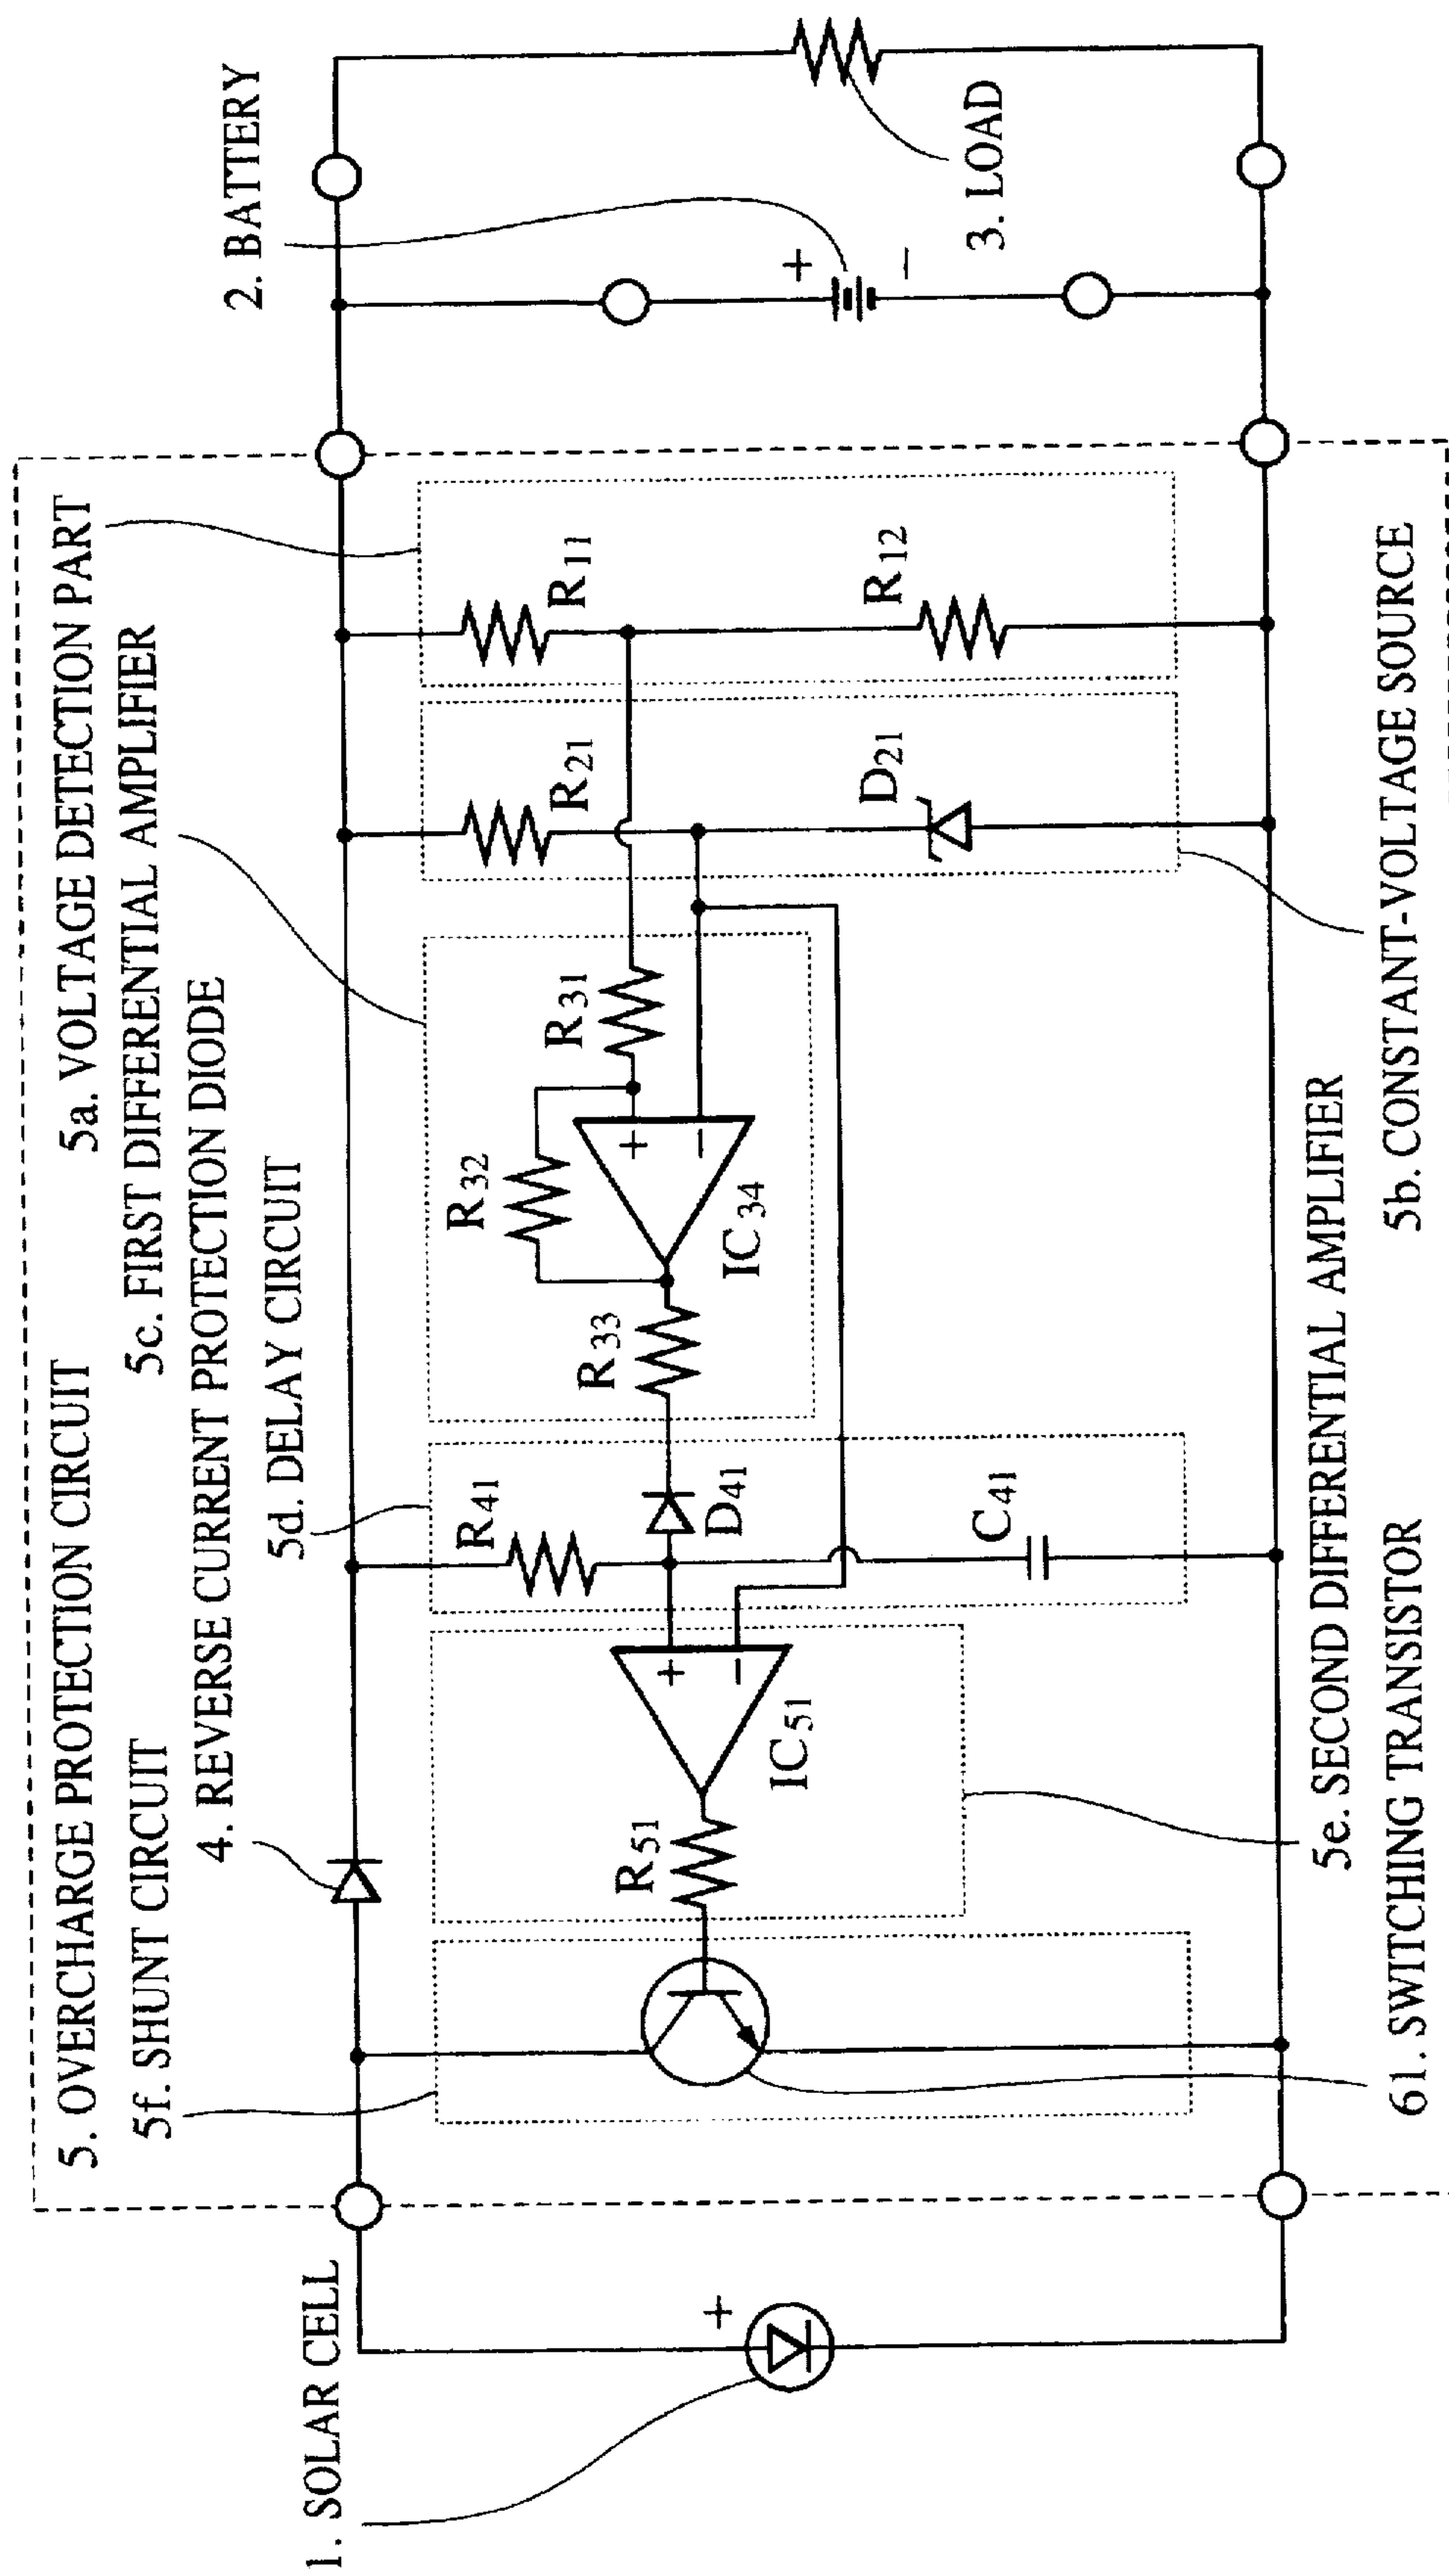 5. OVERCHARGE PROTECTION CIRCUIT
5a. VOLTAGE DETECTION PART
5f. SHUNT CIRCUIT
5c. FIRST DIFFERENTIAL AMPLIFIER
4. REVERSE CURRENT PROTECTION DIODE
5d. DELAY CIRCUIT
2. BATTERY
1. SOLAR CELL
R41
R32
R31
R21
R11
R51
R33
D41
IC34
IC51
+
-
+
-
+
+
-
C41
D21
R12
3. LOAD
5e. SECOND DIFFERENTIAL AMPLIFIER
5b. CONSTANT-VOLTAGE SOURCE
61. SWITCHING TRANSISTOR